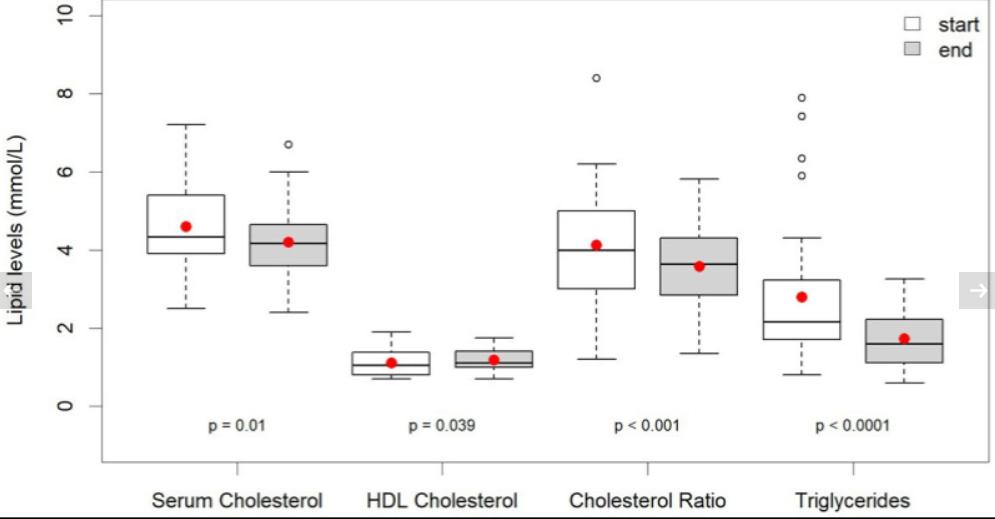 10
8
6
4
2
0
Lipid levels (mmol/L)
start
end
p = 0.01
p = 0.039
p < 0.001
p < 0.0001
Serum Cholesterol
HDL Cholesterol
Cholesterol Ratio
Triglycerides